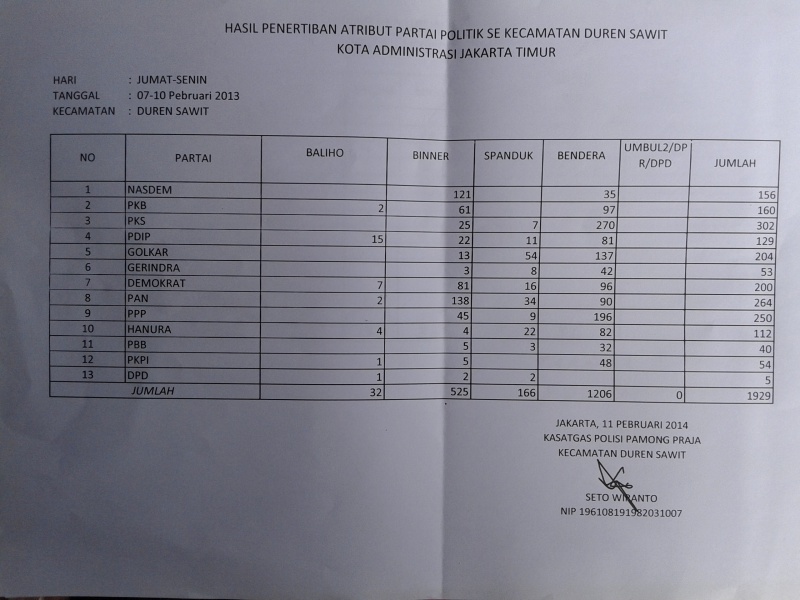 HASIL PENERTIBAN ATRIBUT PARTAI POLITIK SE KECAMATAN DUREN SAWIT
KOTA ADMINISTRASI JAKARTA TIMUR
HARI : JUMAT-SENIN
TANGGAL : 07-10 Pebruari 2013
KECAMATAN : DUREN SAWIT
NO PARTAI BALIHO BINNER SPANDUK BENDERA UMBUL2/DP R/DPD JUMLAH
1 NASDEM 121 35 156
2 PKB 2 61 97 160
3 PKS 25 7 270 302
4 PDIP 15 22 11 81 129
5 GOLKAR 13 54 137 204
6 GERINDRA 3 8 42 53
7 DEMOKRAT 7 81 16 96 200
8 PAN 2 138 34 90 264
9 PPP 45 9 196 250
10 HANURA 4 4 22 82 112
11 PBB 5 3 32 40
12 PKPI 1 5 48 54
13 DPD 1 2 2 5
JUMLAH 32 525 166 1206 0 1929
JAKARTA, 11 PEBRUARI 2014
KASATGAS POLISI PAMONG PRAJA
KECAMATAN DUREN SAWIT
SETO WIRANTO
NIP 196108191982031007